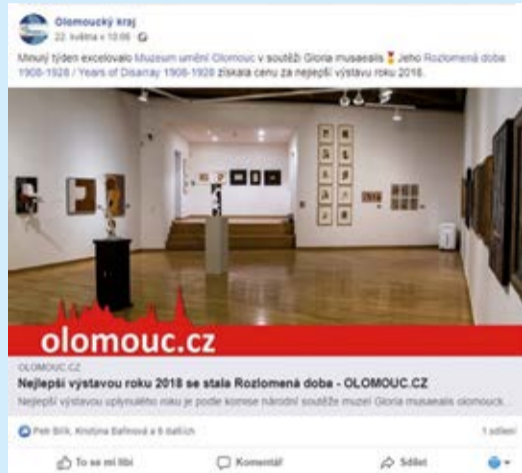 Olomoucký kraj
22. května v 10:06
Minulý týden excelovalo Muzeum umění Olomouc v soutěži Gloria musaealis Jeho Rozlomená doba
1908-1928 / Years of Disarray 1908-1928 získala cenu za nejlepší výstavu roku 2018.
olomouc.cz
OLOMOUC.CZ
Nejlepší výstavou roku 2018 se stala Rozlomená doba - OLOMOUC.CZ
Nejlepší výstavou uplynulého roku je podle komise národní soutěže muzeí Gloria musaealis olomouck...
Petr Bilík, Kristýna a 6 dalších
1 sdílení
To se mi líbí
Komentář
Sdílet